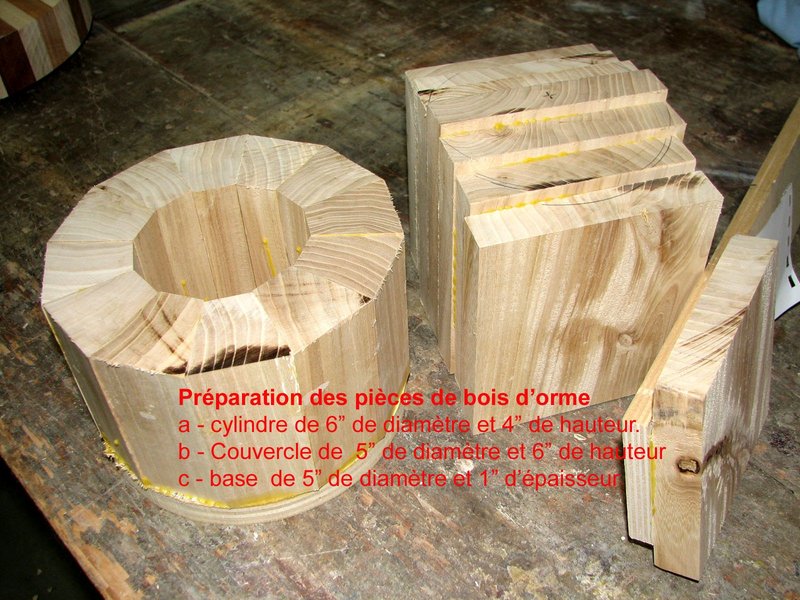 Préparation des pièces de bois d’orme
a - cylindre de 6” de diamètre et 4” de hauteur.
b - Couvercle de 5” de diamètre et 6” de hauteur
c - base de 5” de diamètre et 1” d’épaisseur